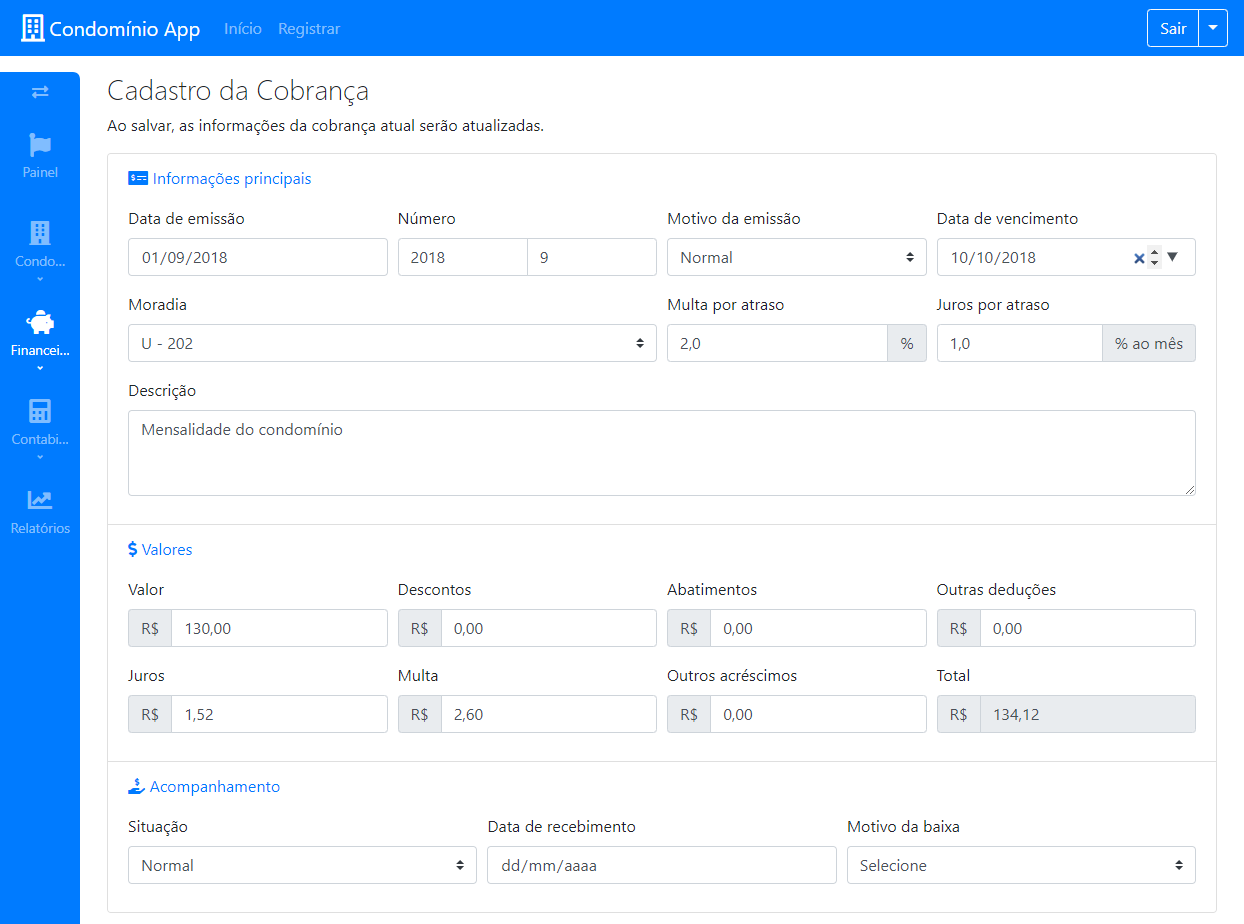 Condomínio App Início Registrar Sair
Painel
Condo...
Financei...
Contabi...
Relatórios
Cadastro da Cobrança
Ao salvar, as informações da cobrança atual serão atualizadas.
Informações principais
Data de emissão Número Motivo da emissão Data de vencimento
01/09/2018 2018 9 Normal 10/10/2018
Moradia Multa por atraso Juros por atraso
U - 202 2,0 % 1,0 % ao mês
Descrição
Mensalidade do condomínio
Valores
Valor Descontos Abatimentos Outras deduções
R$ 130,00 R$ 0,00 R$ 0,00 R$ 0,00
Juros Multa Outros acréscimos Total
R$ 1,52 R$ 2,60 R$ 0,00 R$ 134,12
Acompanhamento
Situação Data de recebimento Motivo da baixa
Normal dd/mm/aaaa Selecione